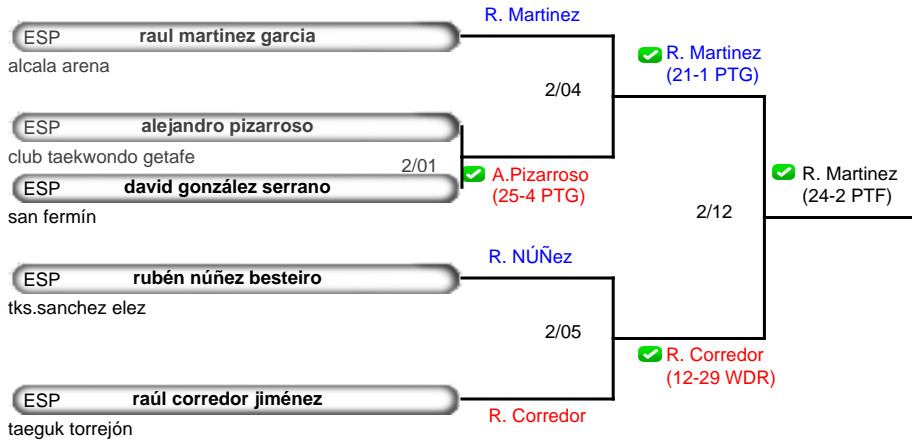 R. Martinez
ESP raul martinez garcia
alcala arena
R. Martinez
(21-1 PTG)
2/04
ESP alejandro pizarroso
club taekwondo getafe
2/01
A.Pizarroso
(25-4 PTG)
ESP david gonzález serrano
san fermín
R. Martinez
(24-2 PTF)
2/12
R. NÚÑez
ESP rubén núñez besteiro
tks.sanchez elez
2/05
R. Corredor
(12-29 WDR)
ESP raúl corredor jiménez
R. Corredor
taeguk torrejón